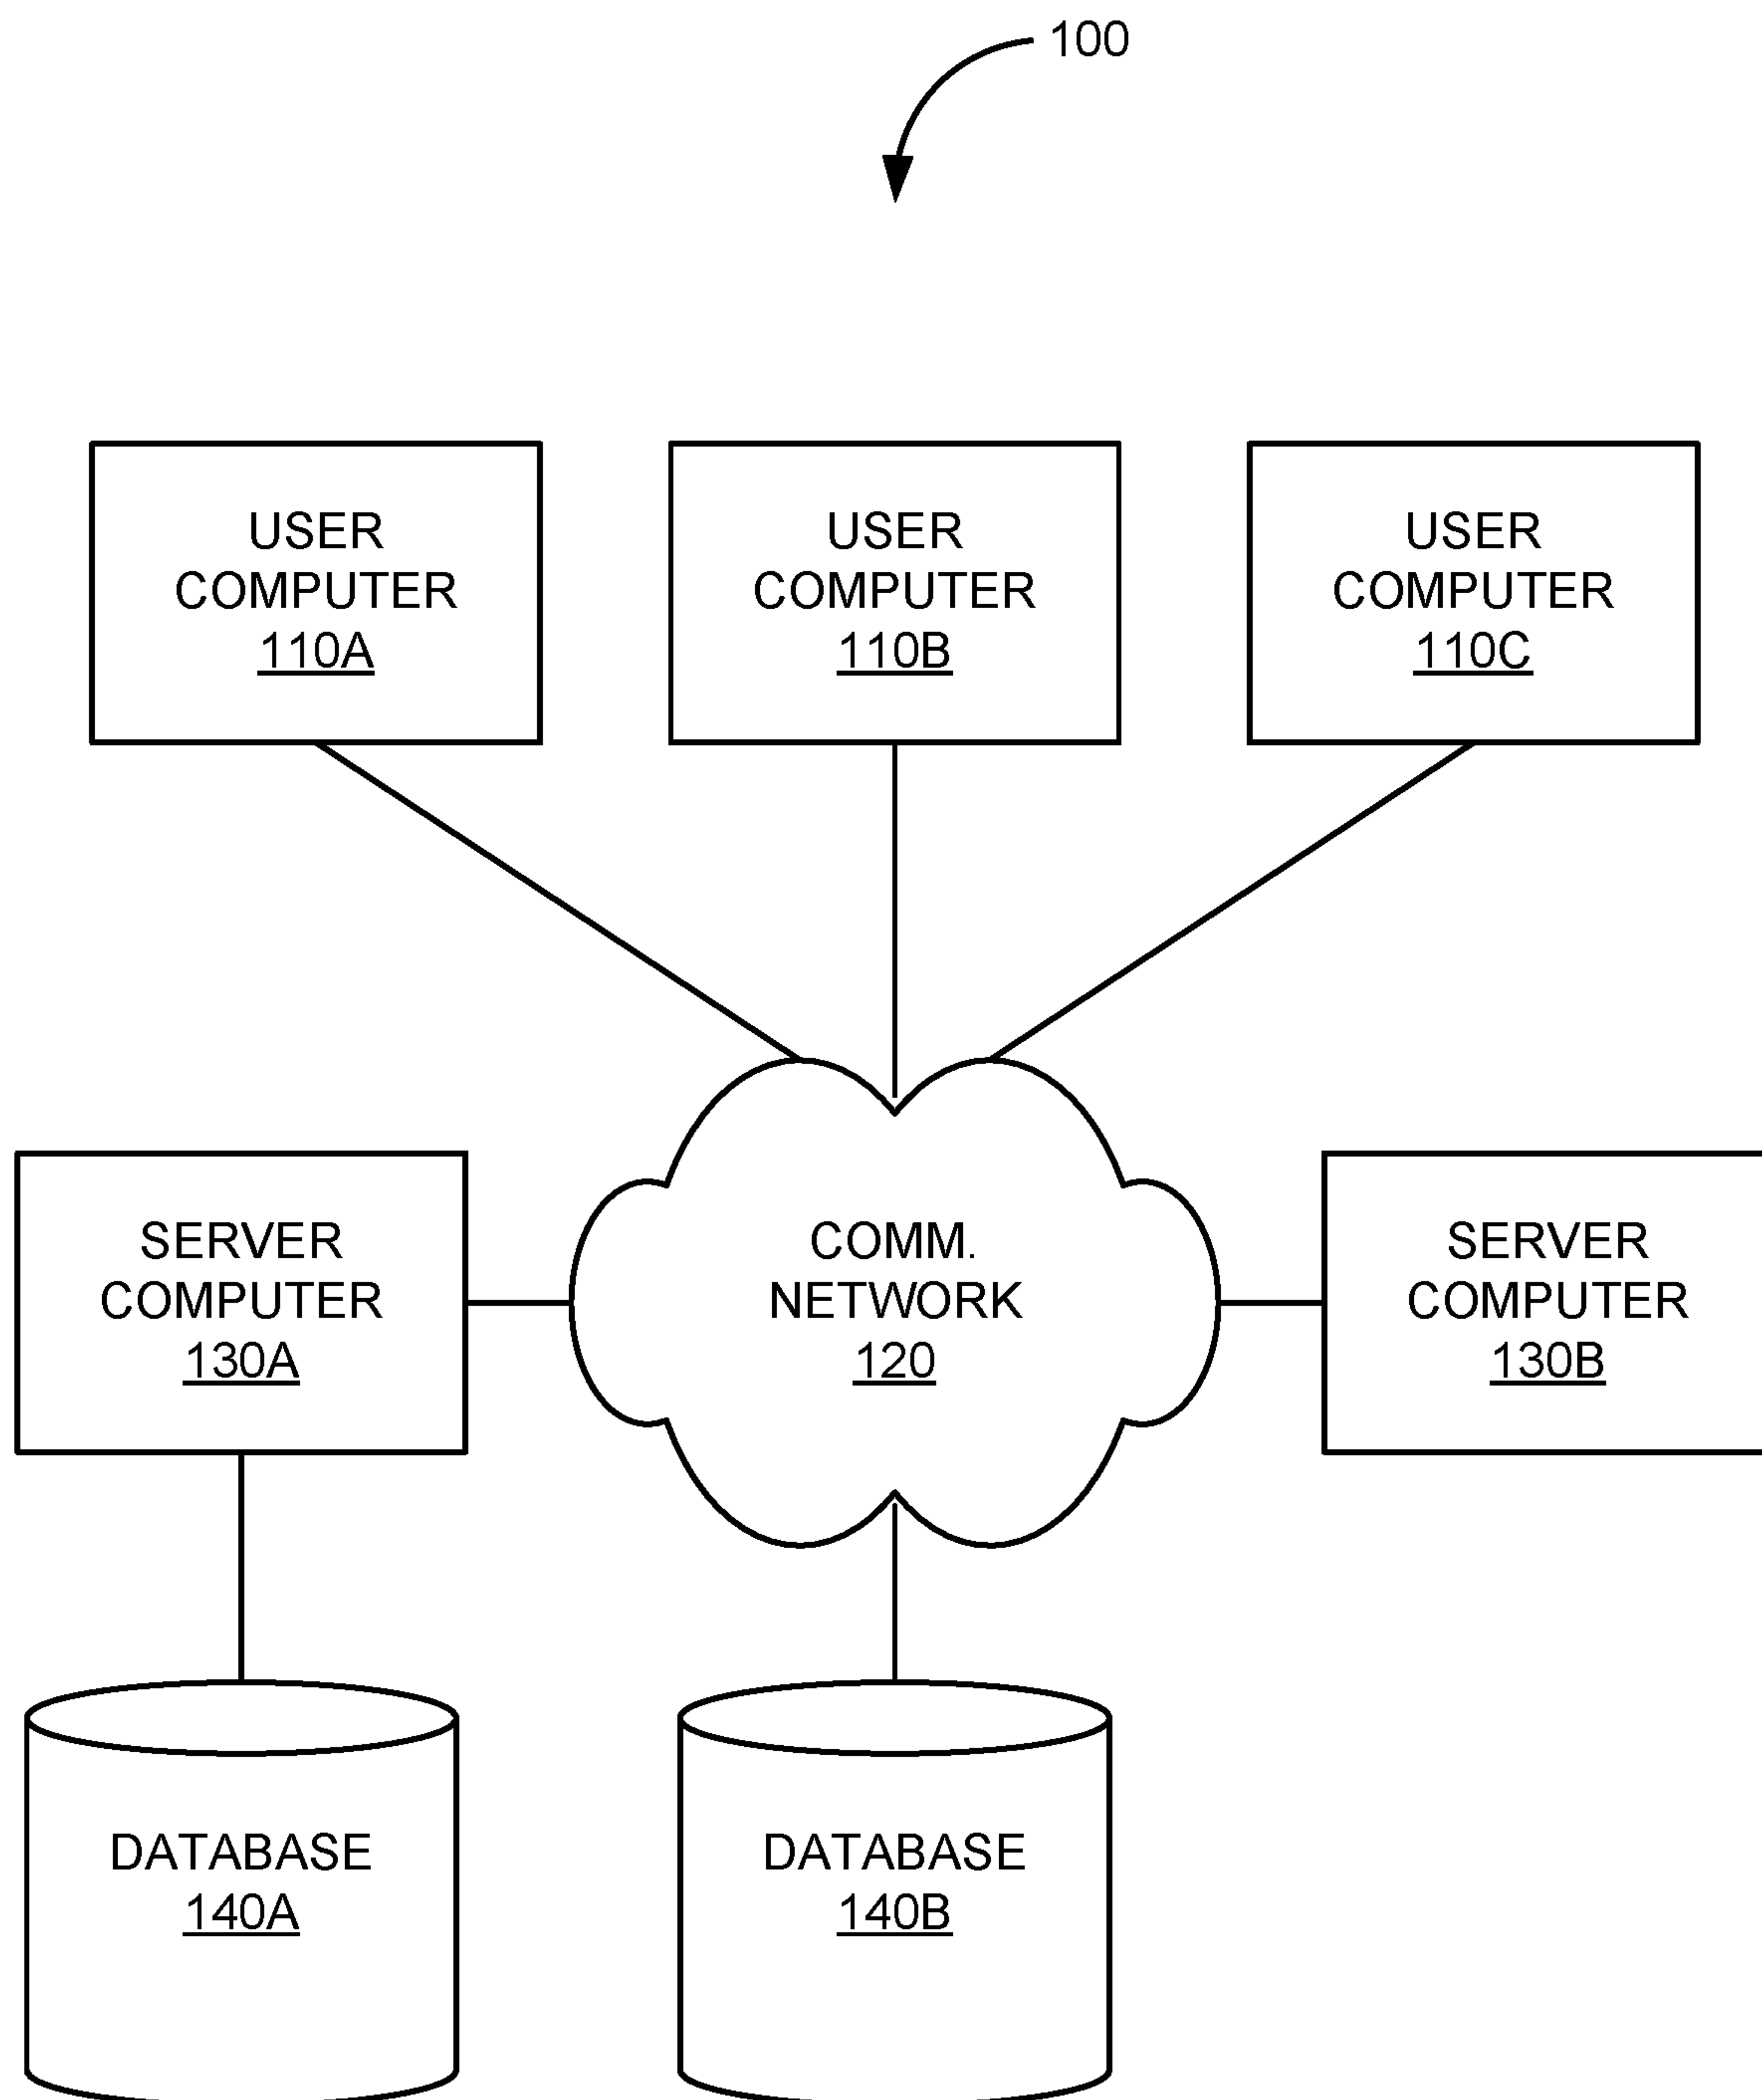 100
USER
COMPUTER
110A
USER
COMPUTER
110B
USER
COMPUTER
110C
SERVER
COMPUTER
130A
COMM.
NETWORK
120
SERVER
COMPUTER
130B
DATABASE
140A
DATABASE
140B